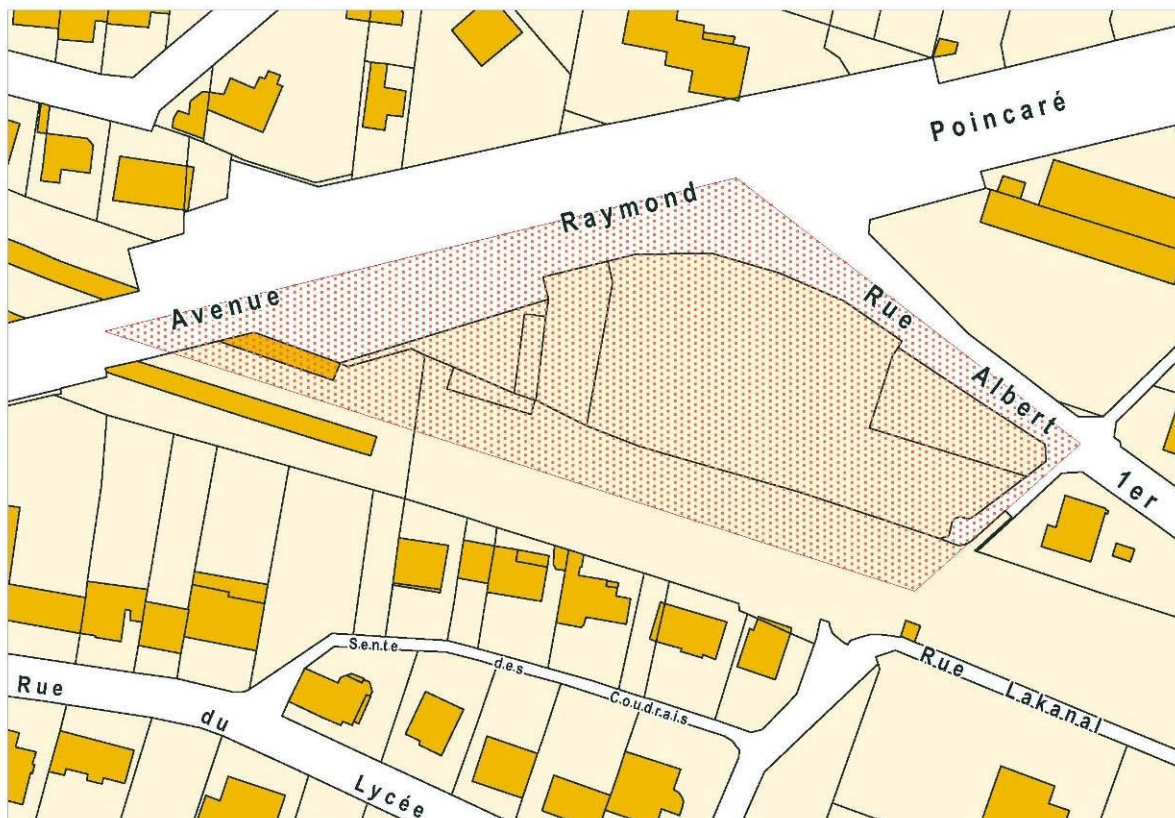 Avenue Raymond Poincaré
Rue Albert 1er
Sente des Coudrais
Rue Lakanal
Rue du Lycée